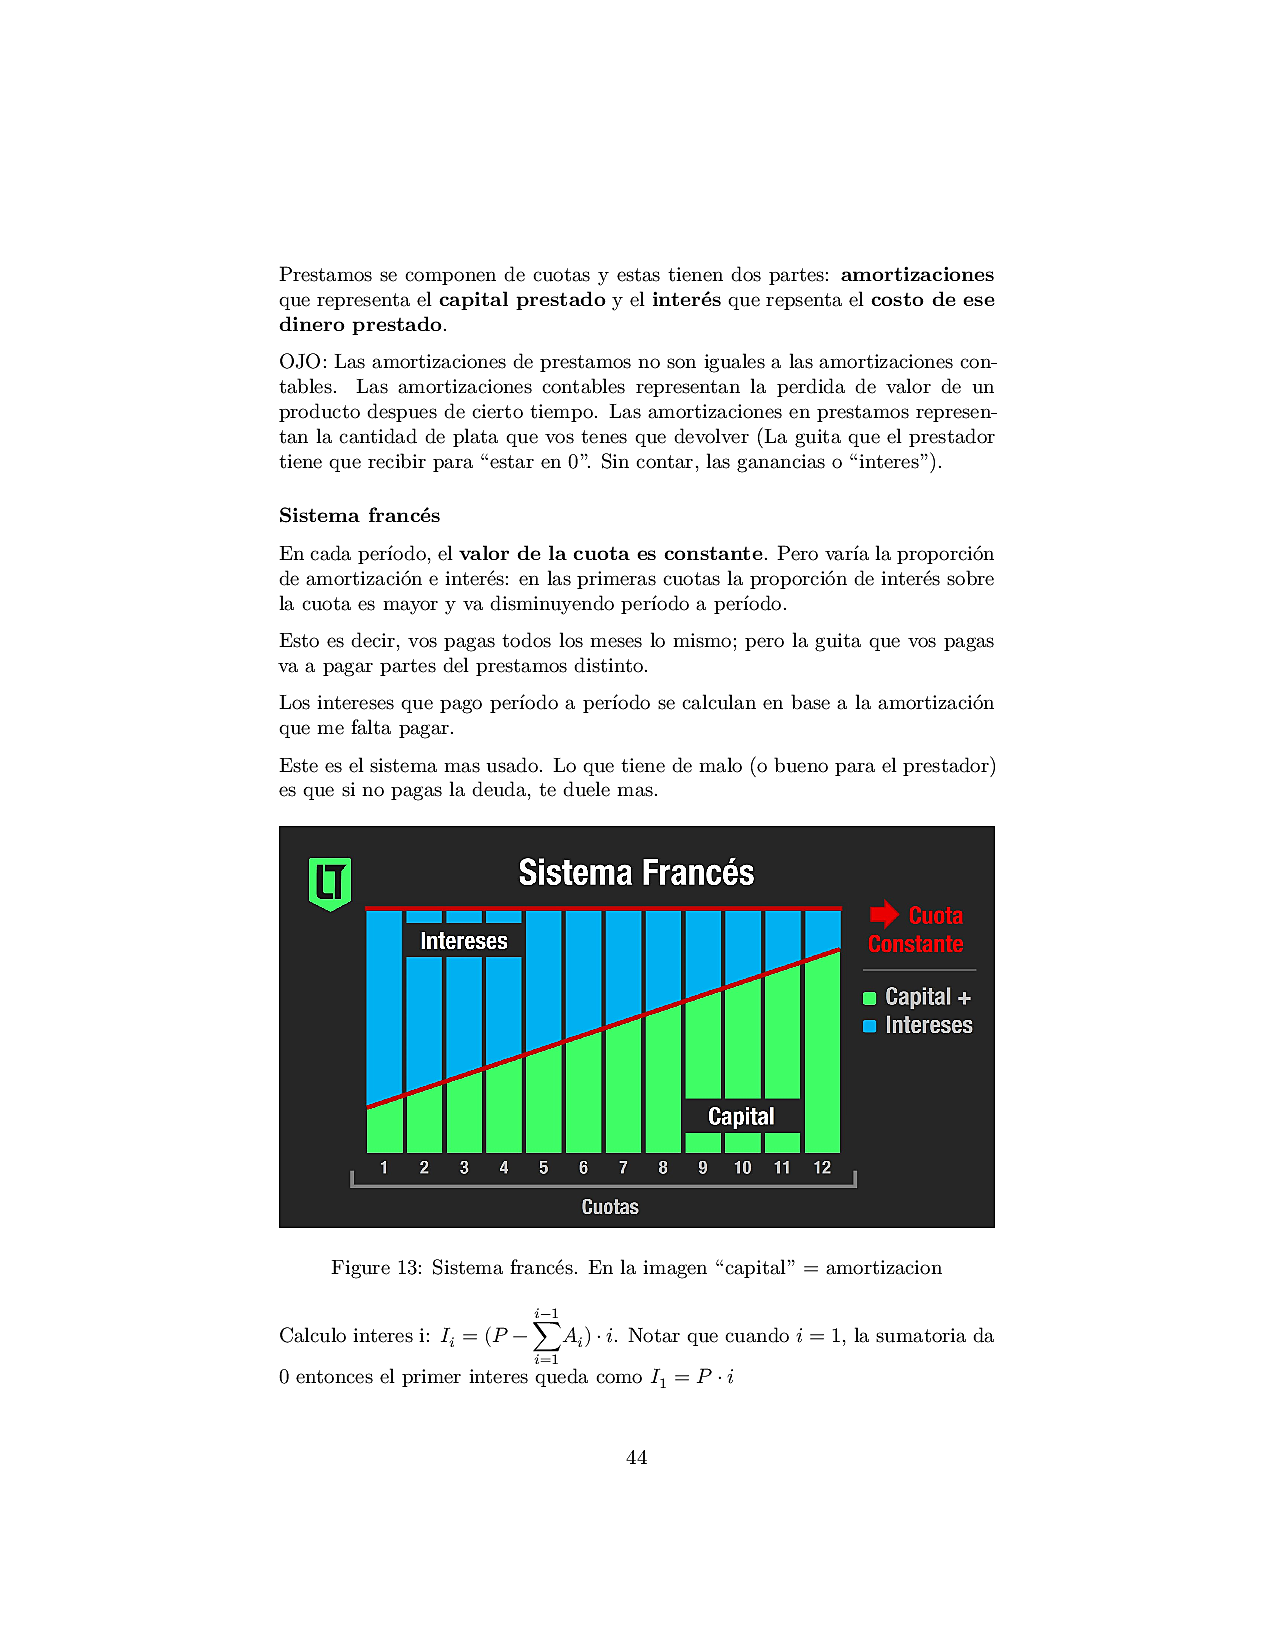 Prestamos se componen de cuotas y estas tienen dos partes: amortizaciones
que representa el capital prestado y el interés que repsenta el costo de ese
dinero prestado.
OJO: Las amortizaciones de prestamos no son iguales a las amortizaciones con-
tables. Las amortizaciones contables representan la perdida de valor de un
producto despues de cierto tiempo. Las amortizaciones en prestamos represen-
tan la cantidad de plata que vos tenes que devolver (La guita que el prestador
tiene que recibir para “estar en 0”. Sin contar, las ganancias o “interes”).
Sistema francés
En cada período, el valor de la cuota es constante. Pero varía la proporción
de amortización e interés: en las primeras cuotas la proporción de interés sobre
la cuota es mayor y va disminuyendo período a período.
Esto es decir, vos pagas todos los meses lo mismo; pero la guita que vos pagas
va a pagar partes del prestamos distinto.
Los intereses que pago período a período se calculan en base a la amortización
que me falta pagar.
Este es el sistema mas usado. Lo que tiene de malo (o bueno para el prestador)
es que si no pagas la deuda, te duele mas.
LT
Sistema Francés
Cuota
Constante
Intereses
Capital +
Intereses
Capital
1 2 3 4 5 6 7 8 9 10 11 12
Cuotas
Figure 13: Sistema francés. En la imagen “capital” = amortizacion
Calculo interes i: $I_i = (P - \sum_{i=1}^{i-1} A_i) \cdot i$. Notar que cuando $i = 1$, la sumatoria da
0 entonces el primer interes queda como $I_1 = P \cdot i$
44